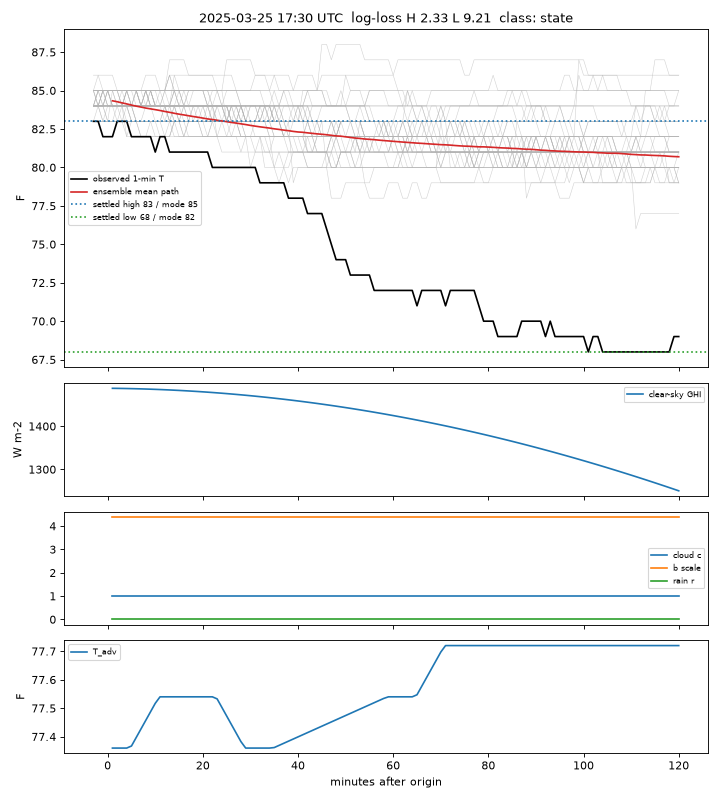 2025-03-25 17:30 UTC  log-loss H 2.33 L 9.21  class: state
87.5
85.0
82.5
80.0
77.5
75.0
72.5
70.0
67.5
F
observed 1-min T
ensemble mean path
settled high 83 / mode 85
settled low 68 / mode 82
1400
1300
W m-2
clear-sky GHI
4
3
2
1
0
cloud c
b scale
rain r
77.7
77.6
77.5
77.4
F
T_adv
0
20
40
60
80
100
120
minutes after origin